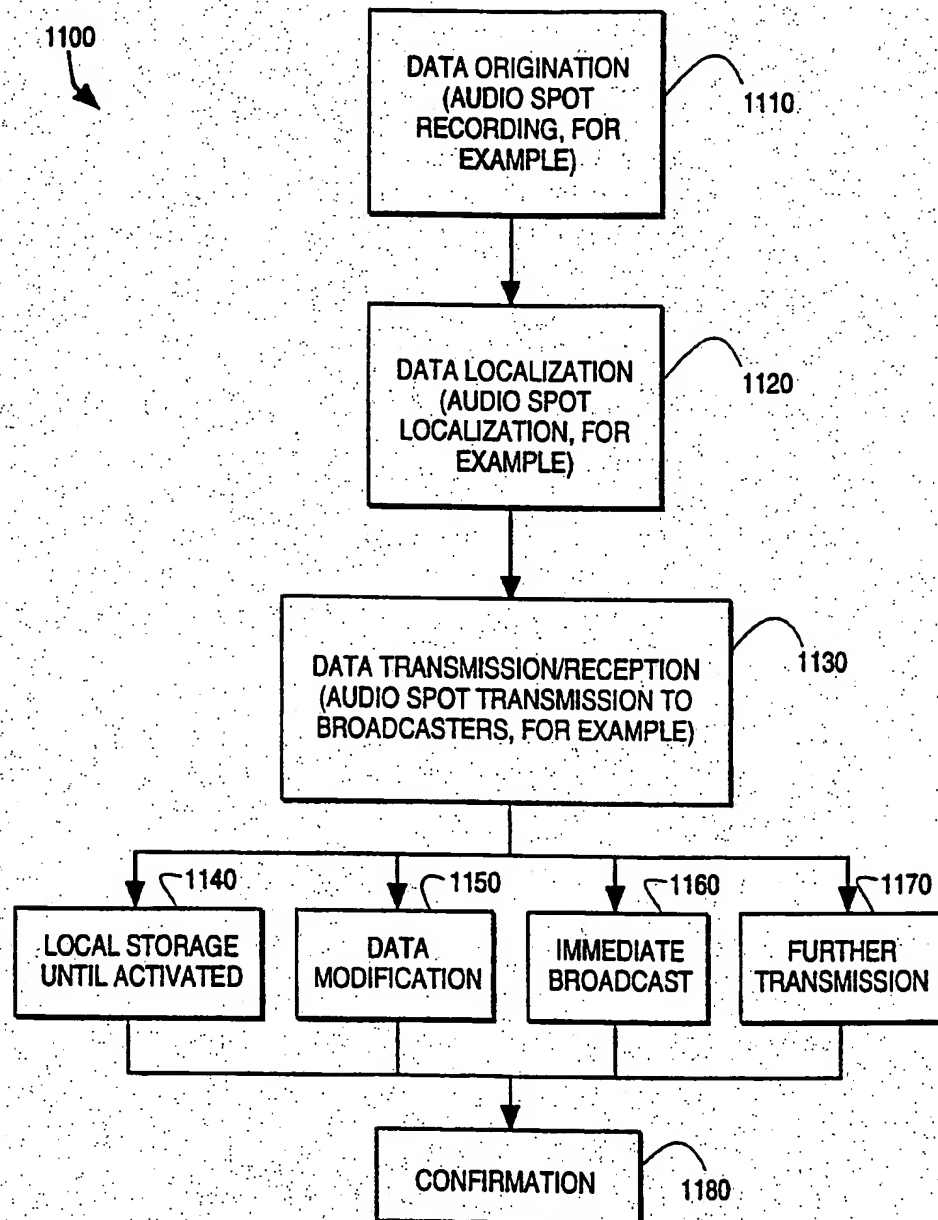 1100
DATA ORIGINATION
(AUDIO SPOT
RECORDING, FOR
EXAMPLE)
1110
DATA LOCALIZATION
(AUDIO SPOT
LOCALIZATION, FOR
EXAMPLE)
1120
DATA TRANSMISSION/RECEPTION
(AUDIO SPOT TRANSMISSION TO
BROADCASTERS, FOR EXAMPLE)
1130
1140
LOCAL STORAGE
UNTIL ACTIVATED
1150
DATA
MODIFICATION
1160
IMMEDIATE
BROADCAST
1170
FURTHER
TRANSMISSION
CONFIRMATION
1180